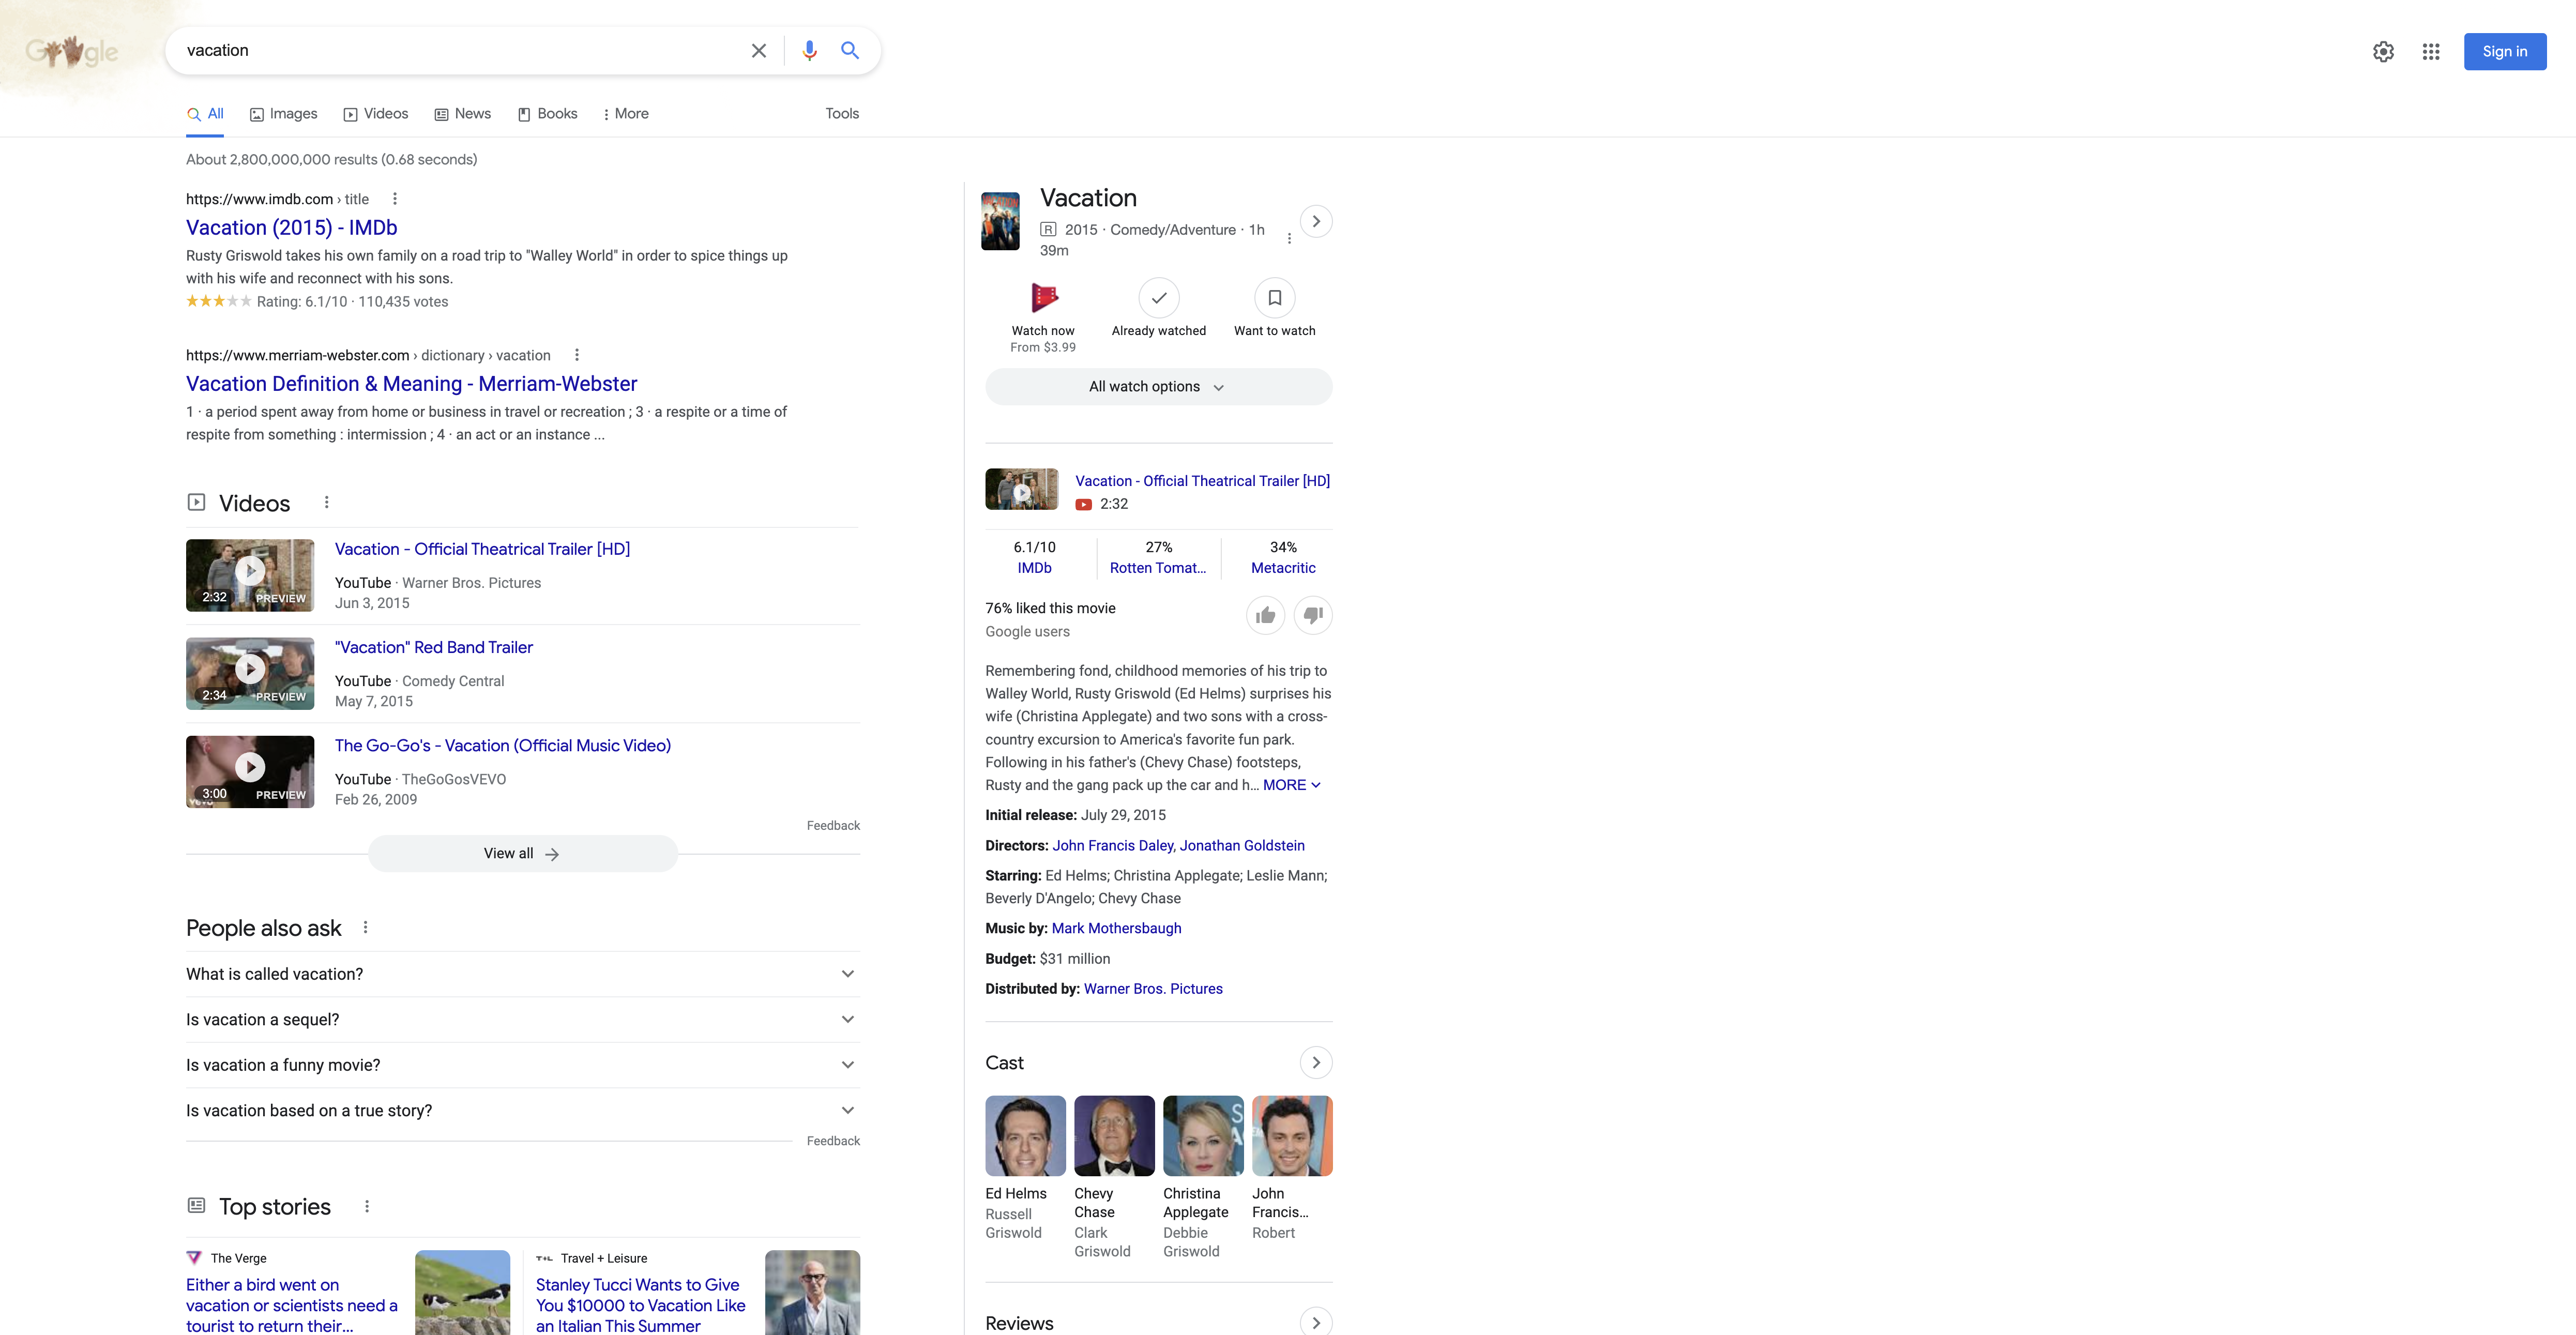 Google
vacation
Sign in
All
Images
Videos
News
Books
More
Tools
About 2,800,000,000 results (0.68 seconds)
https://www.imdb.com › title
Vacation (2015) - IMDb
Rusty Griswold takes his own family on a road trip to "Walley World" in order to spice things up
with his wife and reconnect with his sons.
Rating: 6.1/10 · 110,435 votes
https://www.merriam-webster.com › dictionary › vacation
Vacation Definition & Meaning - Merriam-Webster
1 · a period spent away from home or business in travel or recreation ; 3 · a respite or a time of
respite from something : intermission ; 4 · an act or an instance ...
Videos
2:32
PREVIEW
Vacation - Official Theatrical Trailer [HD]
YouTube · Warner Bros. Pictures
Jun 3, 2015
2:34
PREVIEW
"Vacation" Red Band Trailer
YouTube · Comedy Central
May 7, 2015
3:00
PREVIEW
The Go-Go's - Vacation (Official Music Video)
YouTube · TheGoGosVEVO
Feb 26, 2009
Feedback
View all
People also ask
What is called vacation?
Is vacation a sequel?
Is vacation a funny movie?
Is vacation based on a true story?
Feedback
Top stories
The Verge
Either a bird went on
vacation or scientists need a
tourist to return their...
T+L Travel + Leisure
Stanley Tucci Wants to Give
You $10000 to Vacation Like
an Italian This Summer
Vacation
R 2015 · Comedy/Adventure · 1h
39m
Watch now
From $3.99
Already watched
Want to watch
All watch options
Vacation - Official Theatrical Trailer [HD]
2:32
6.1/10
IMDb
27%
Rotten Tomat...
34%
Metacritic
76% liked this movie
Google users
Remembering fond, childhood memories of his trip to
Walley World, Rusty Griswold (Ed Helms) surprises his
wife (Christina Applegate) and two sons with a cross-
country excursion to America's favorite fun park.
Following in his father's (Chevy Chase) footsteps,
Rusty and the gang pack up the car and h... MORE
Initial release: July 29, 2015
Directors: John Francis Daley, Jonathan Goldstein
Starring: Ed Helms; Christina Applegate; Leslie Mann;
Beverly D'Angelo; Chevy Chase
Music by: Mark Mothersbaugh
Budget: $31 million
Distributed by: Warner Bros. Pictures
Cast
Ed Helms
Russell
Griswold
Chevy
Chase
Clark
Griswold
Christina
Applegate
Debbie
Griswold
John
Francis...
Robert
Reviews